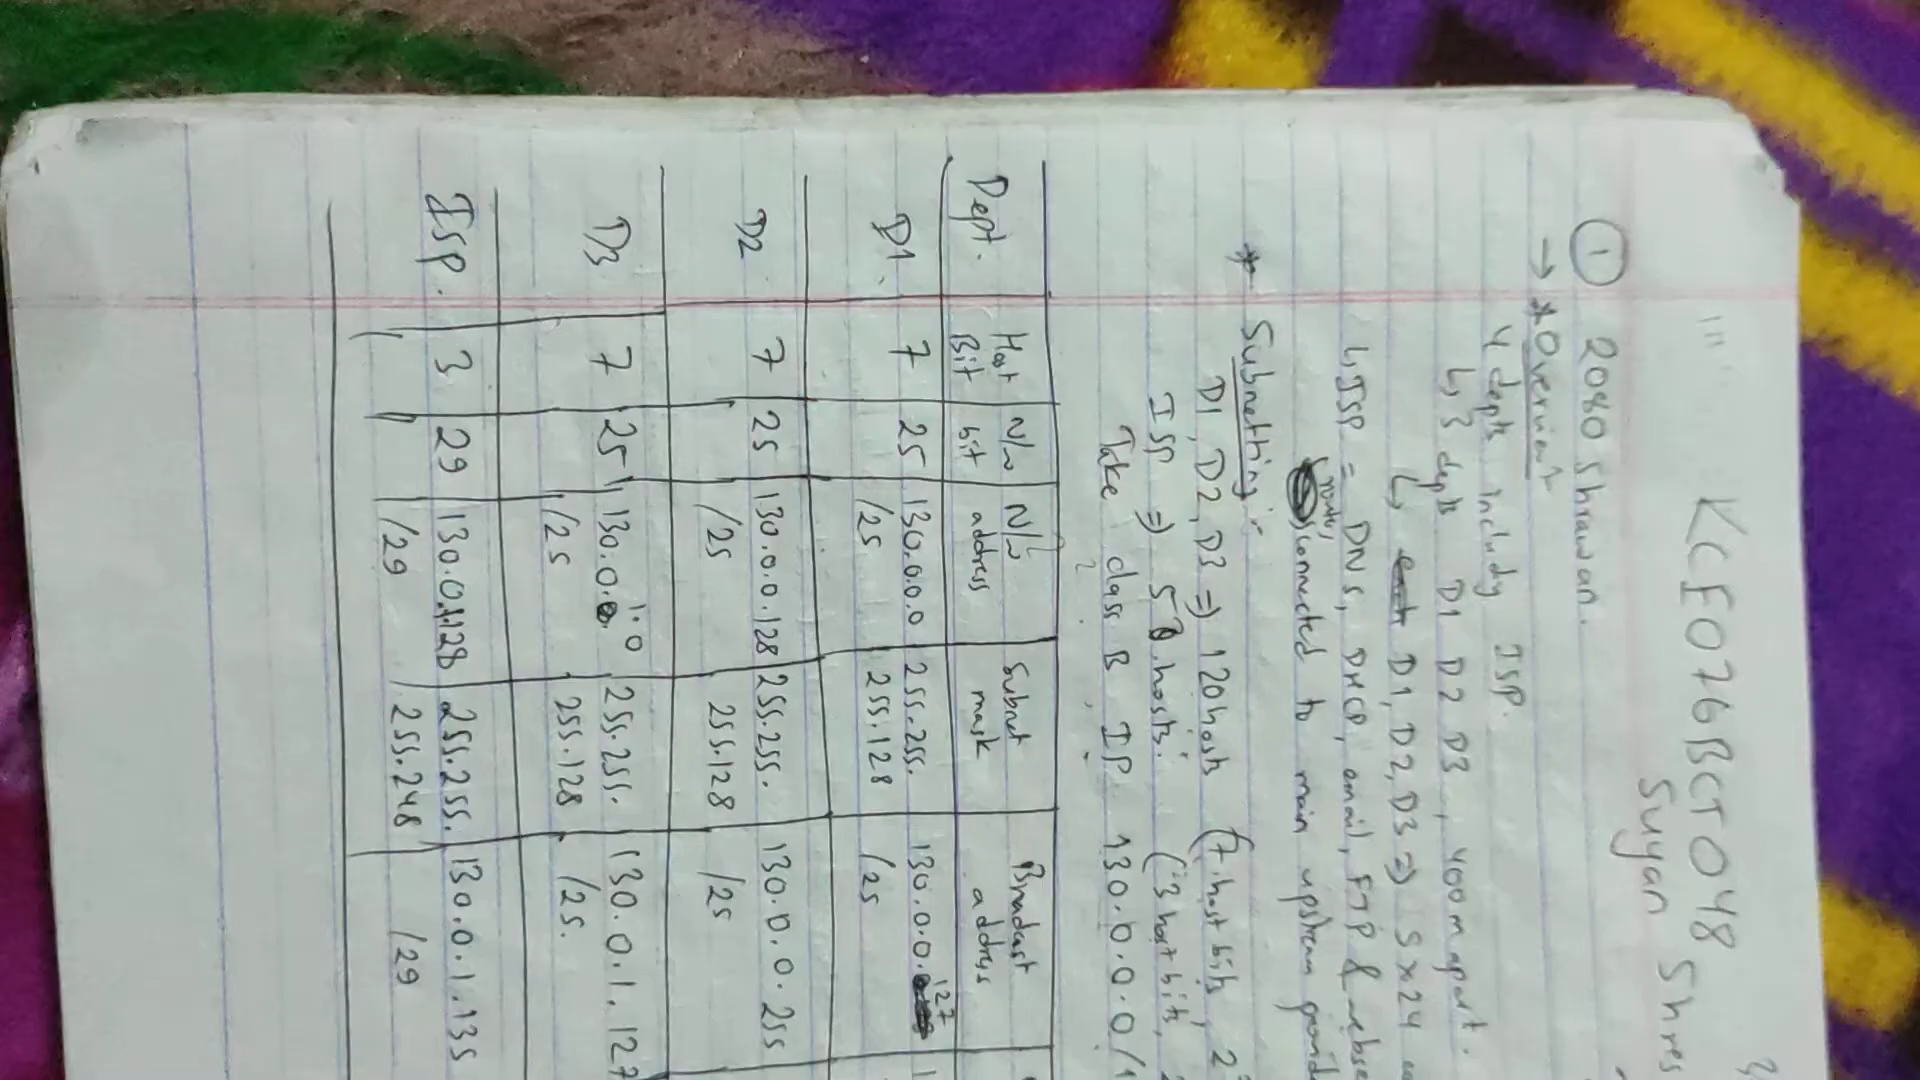 KCE076BCT048
Suyan Shres
① 2080 Shrawan.
→ * Overview
4 depts includy ISP.
↳ 3 depts D1 D2 D3, 400m apart.
↳ D1, D2, D3 => 5x24
↳ ISP = DNS, DHCP, email, FTP & webse
router, connected to main upstream provid
* Subnetting:-
D1, D2, D3 => 120 hosts (7 host bits, 2
ISP => 5 hosts. (3 host bits,
Take class B IP 130.0.0.0/1
Dept. Host Bit N/w bit N/w address Subnet mask Broadcast address
D1. 7 25 130.0.0.0 /25 255.255. 255.128 130.0.0.127 /25
D2 7 25 130.0.0.128 /25 255.255. 255.128 130.0.0.255 /25
D3 7 25 130.0.1.0 /25 255.255. 255.128 130.0.1.127 /25.
ISP. 3 29 130.0.1.128 /29 255.255. 255.248 130.0.1.135 /29